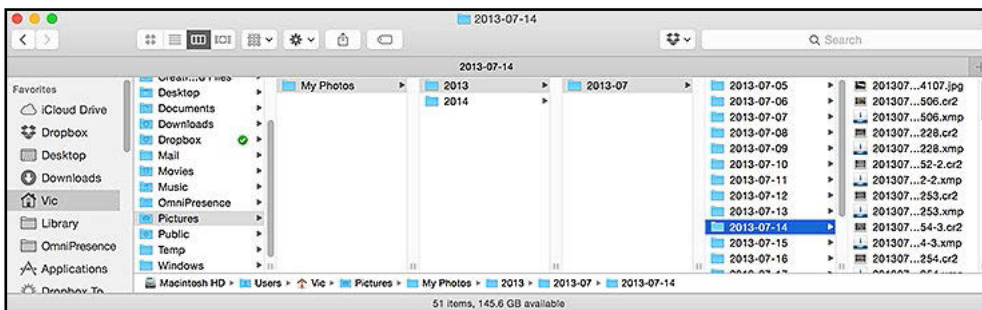 2013-07-14
Search
2013-07-14
Favorites
iCloud Drive
Dropbox
Desktop
Downloads
Vic
Library
OmniPresence
Applications
Dropbox To
Desktop
Documents
Downloads
Dropbox
Mail
Movies
Music
OmniPresence
Pictures
Public
Temp
Windows
My Photos
2013
2014
2013-07
2013-07-05
2013-07-06
2013-07-07
2013-07-08
2013-07-09
2013-07-10
2013-07-11
2013-07-12
2013-07-13
2013-07-14
2013-07-15
2013-07-16
201307...4107.jpg
201307...506.cr2
201307...506.xmp
201307...228.cr2
201307...228.xmp
201307...52-2.cr2
201307...2-2.xmp
201307...253.cr2
201307...253.xmp
201307...54-3.cr2
201307...4-3.xmp
201307...254.cr2
Macintosh HD ▸ Users ▸ Vic ▸ Pictures ▸ My Photos ▸ 2013 ▸ 2013-07 ▸ 2013-07-14
51 items, 145.6 GB available